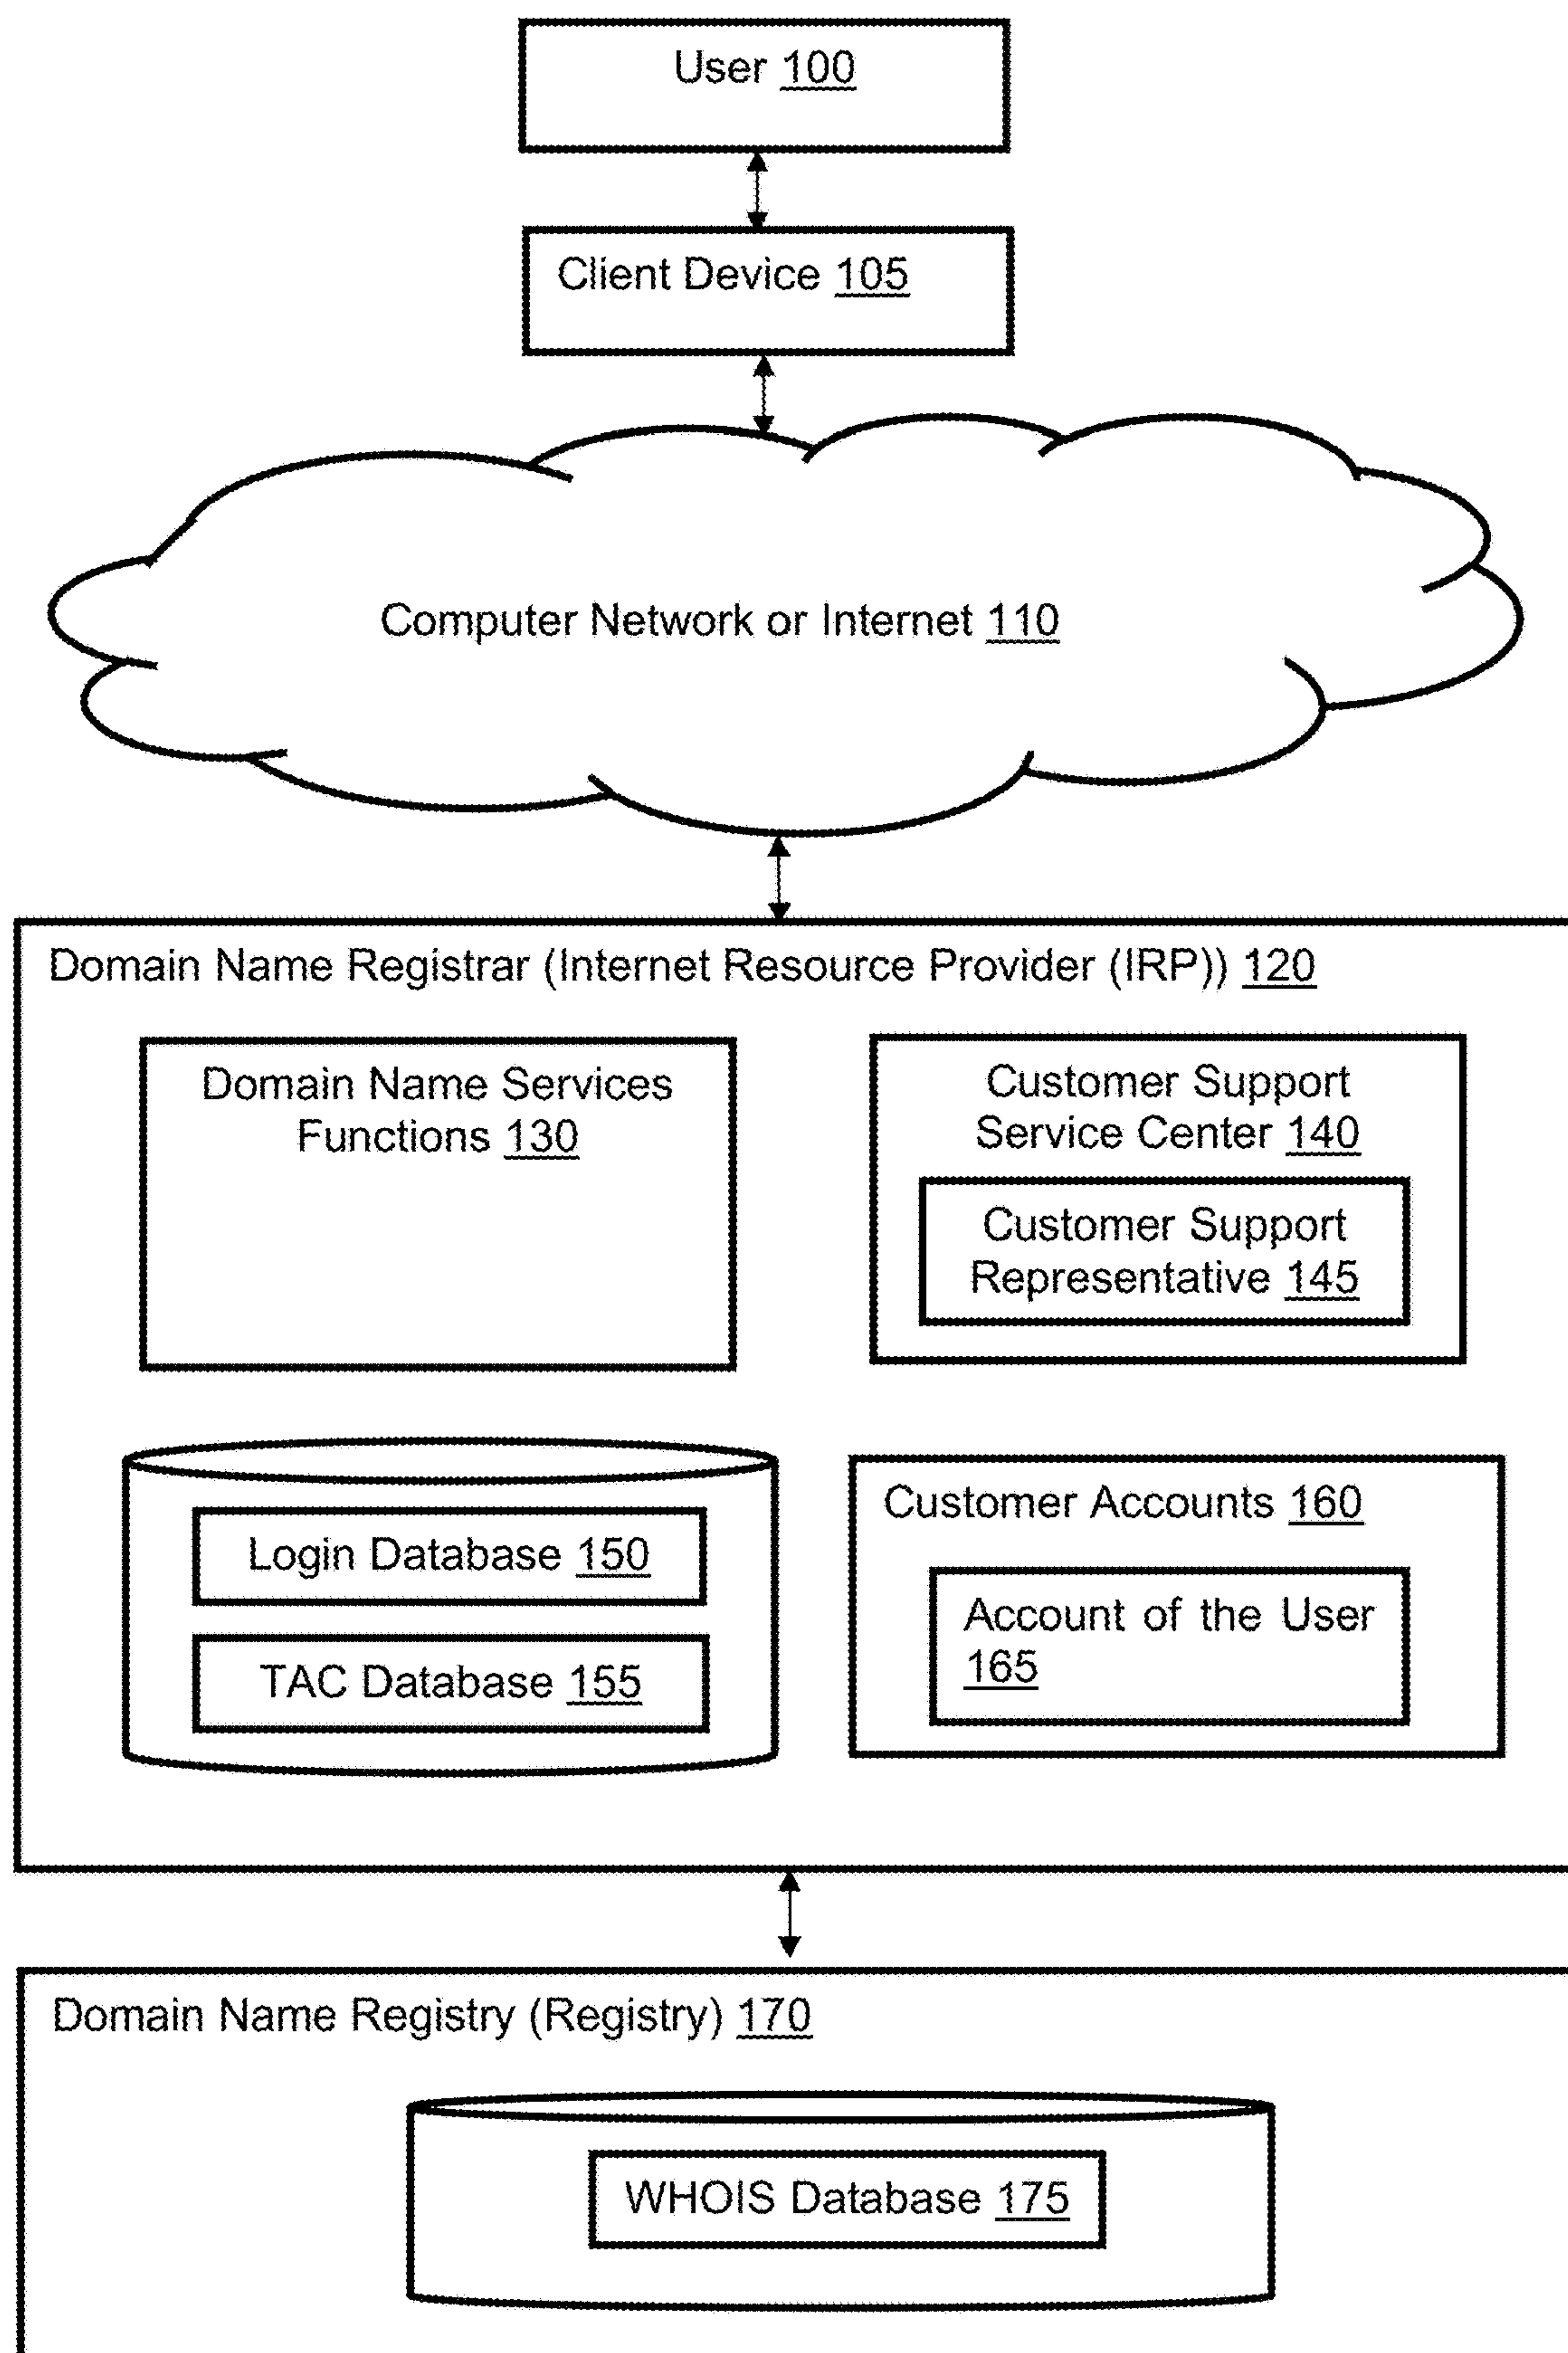 User 100
Client Device 105
Computer Network or Internet 110
Domain Name Registrar (Internet Resource Provider (IRP)) 120
Domain Name Services
Functions 130
Customer Support
Service Center 140
Customer Support
Representative 145
Login Database 150
TAC Database 155
Customer Accounts 160
Account of the User
165
Domain Name Registry (Registry) 170
WHOIS Database 175